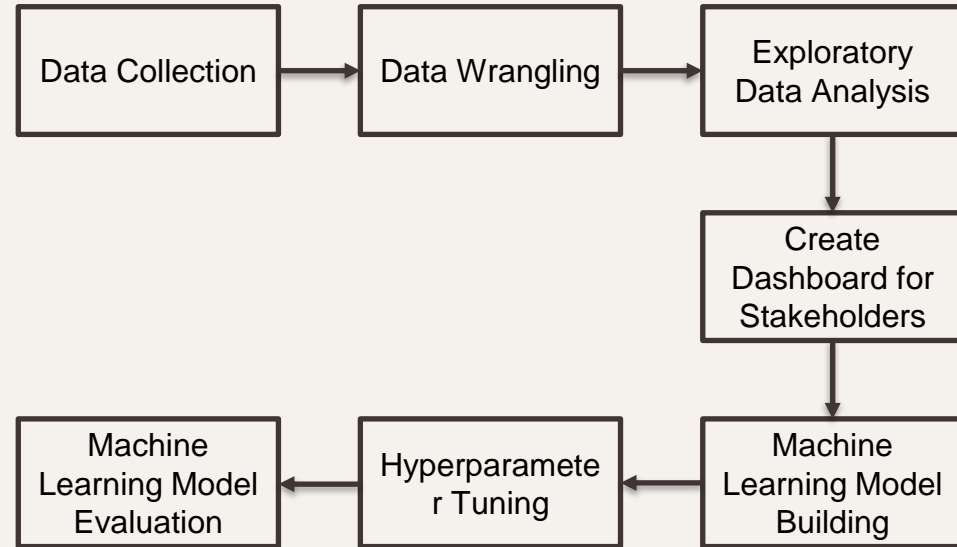 Data Collection
Data Wrangling
Exploratory
Data Analysis
Create
Dashboard for
Stakeholders
Machine
Learning Model
Building
Hyperparamete
r Tuning
Machine
Learning Model
Evaluation